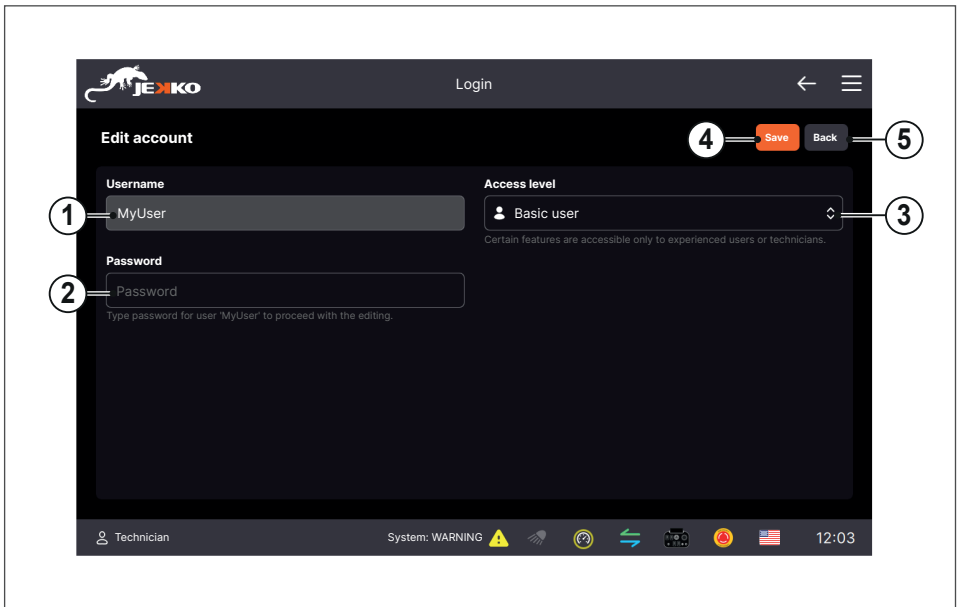 JEKKO
Login
Edit account
4
Save
Back
5
Username
Access level
1
MyUser
Basic user
3
Certain features are accessible only to experienced users or technicians.
Password
2
Password
Type password for user 'MyUser' to proceed with the editing.
Technician
System: WARNING
12:03